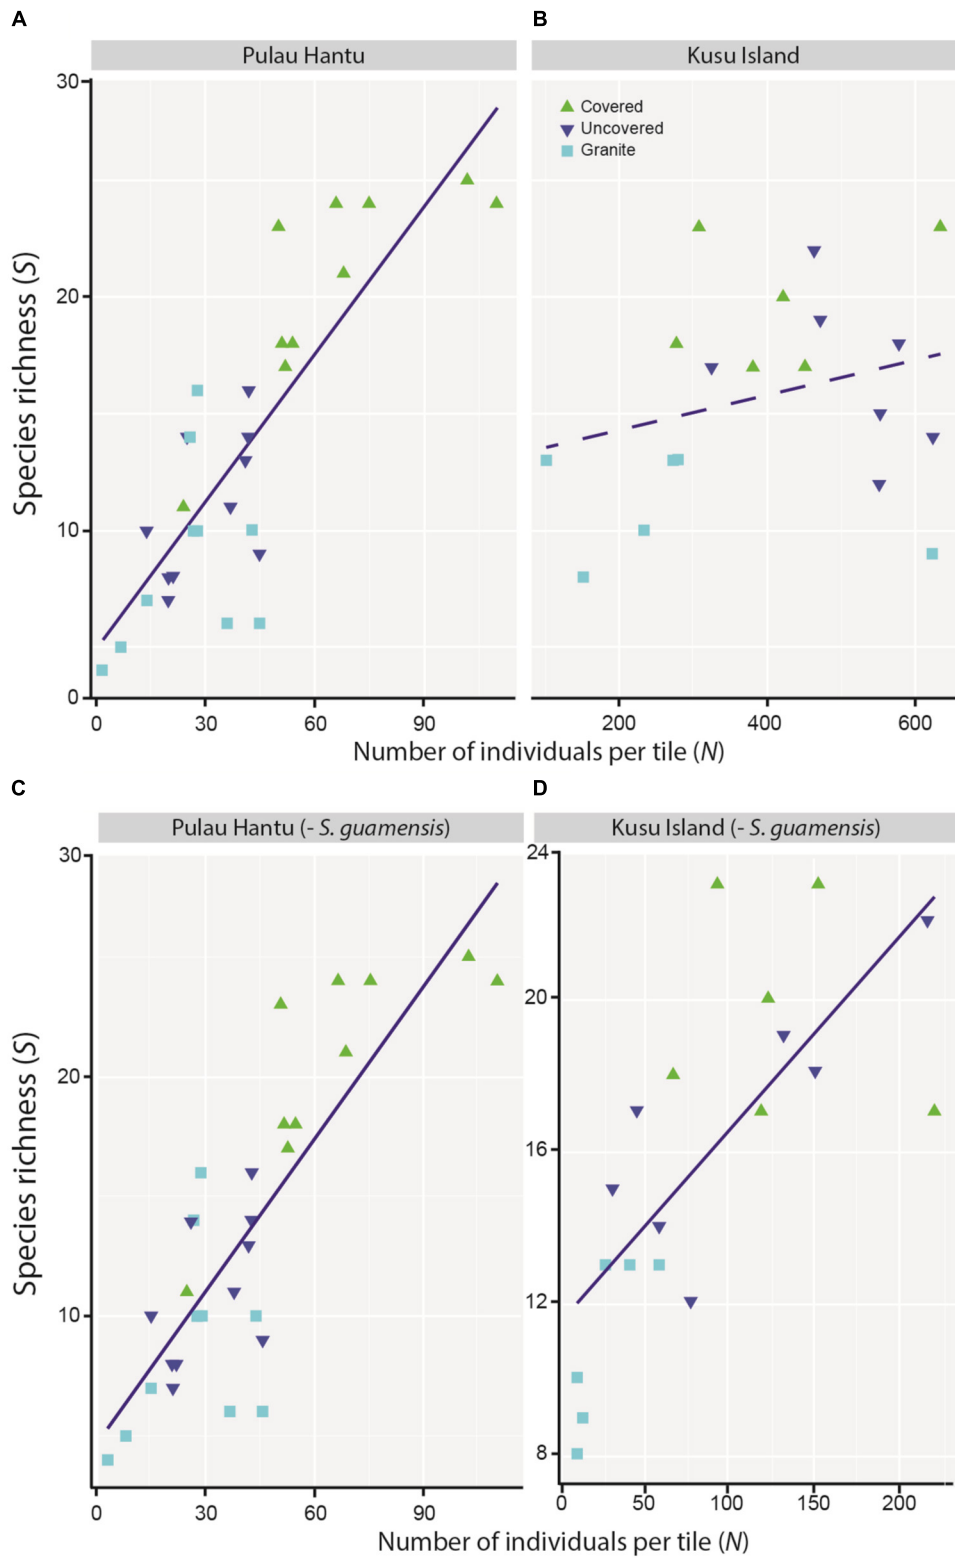 A
B
Pulau Hantu
Kusu Island
Covered
Uncovered
Granite
30
20
10
0
Species richness (S)
0 30 60 90
200 400 600
Number of individuals per tile (N)
C
D
Pulau Hantu (- S. guamensis)
Kusu Island (- S. guamensis)
30
20
10
Species richness (S)
24
20
16
12
8
0 30 60 90
0 50 100 150 200
Number of individuals per tile (N)